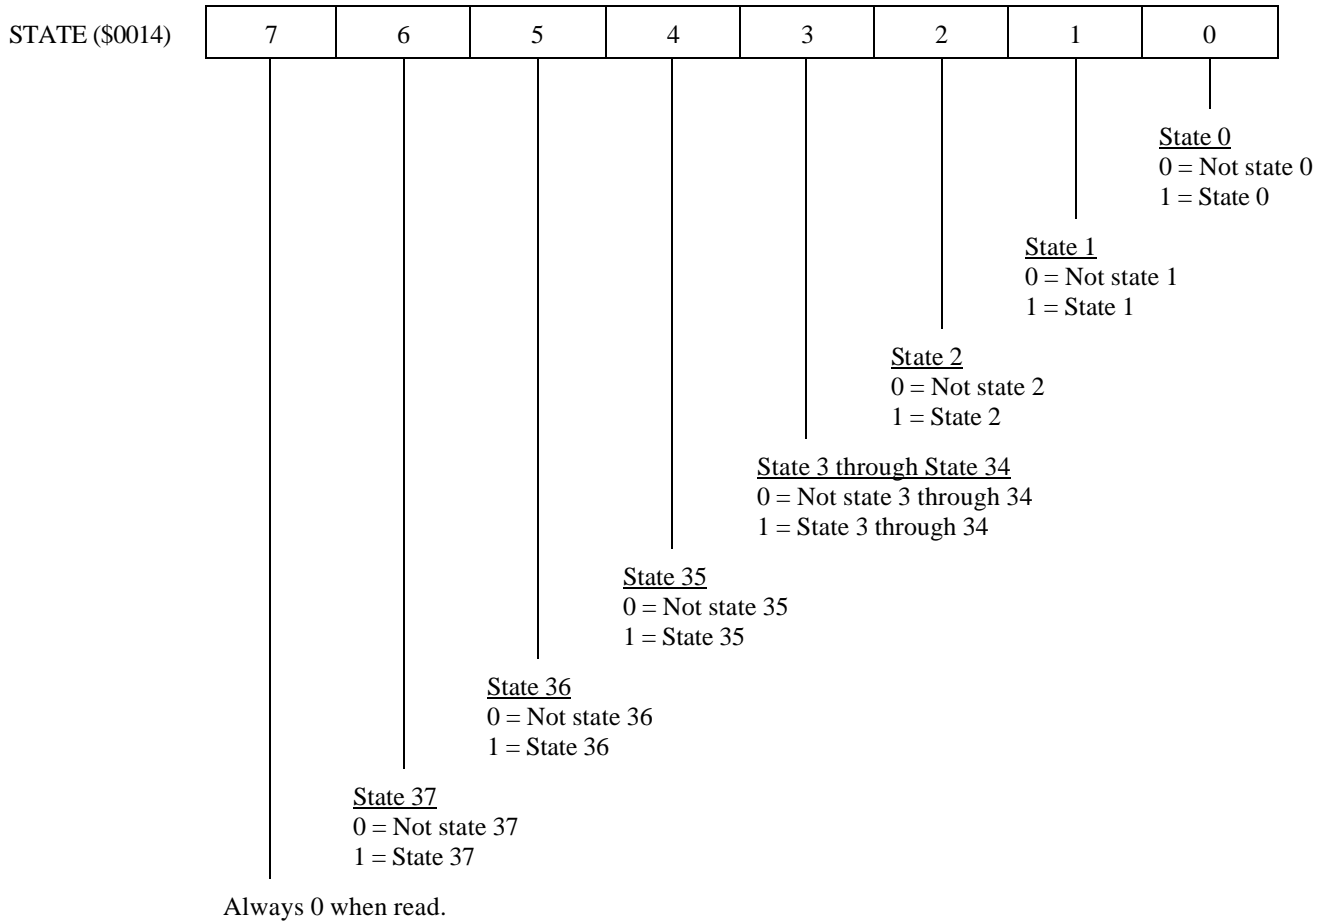 STATE ($0014) 7 6 5 4 3 2 1 0
State 0
0 = Not state 0
1 = State 0
State 1
0 = Not state 1
1 = State 1
State 2
0 = Not state 2
1 = State 2
State 3 through State 34
0 = Not state 3 through 34
1 = State 3 through 34
State 35
0 = Not state 35
1 = State 35
State 36
0 = Not state 36
1 = State 36
State 37
0 = Not state 37
1 = State 37
Always 0 when read.